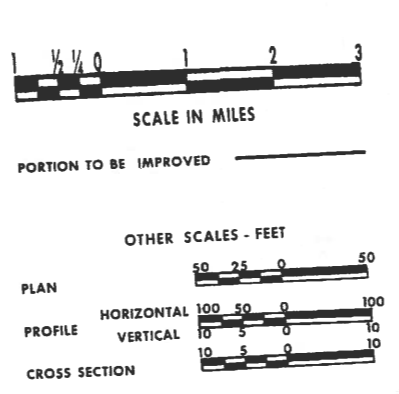 1 ½ ¼ 0 1 2 3
SCALE IN MILES
PORTION TO BE IMPROVED
OTHER SCALES - FEET
50 25 0 50
PLAN
HORIZONTAL 100 50 0 100
PROFILE
VERTICAL 10 5 0 10
10 5 0 10
CROSS SECTION